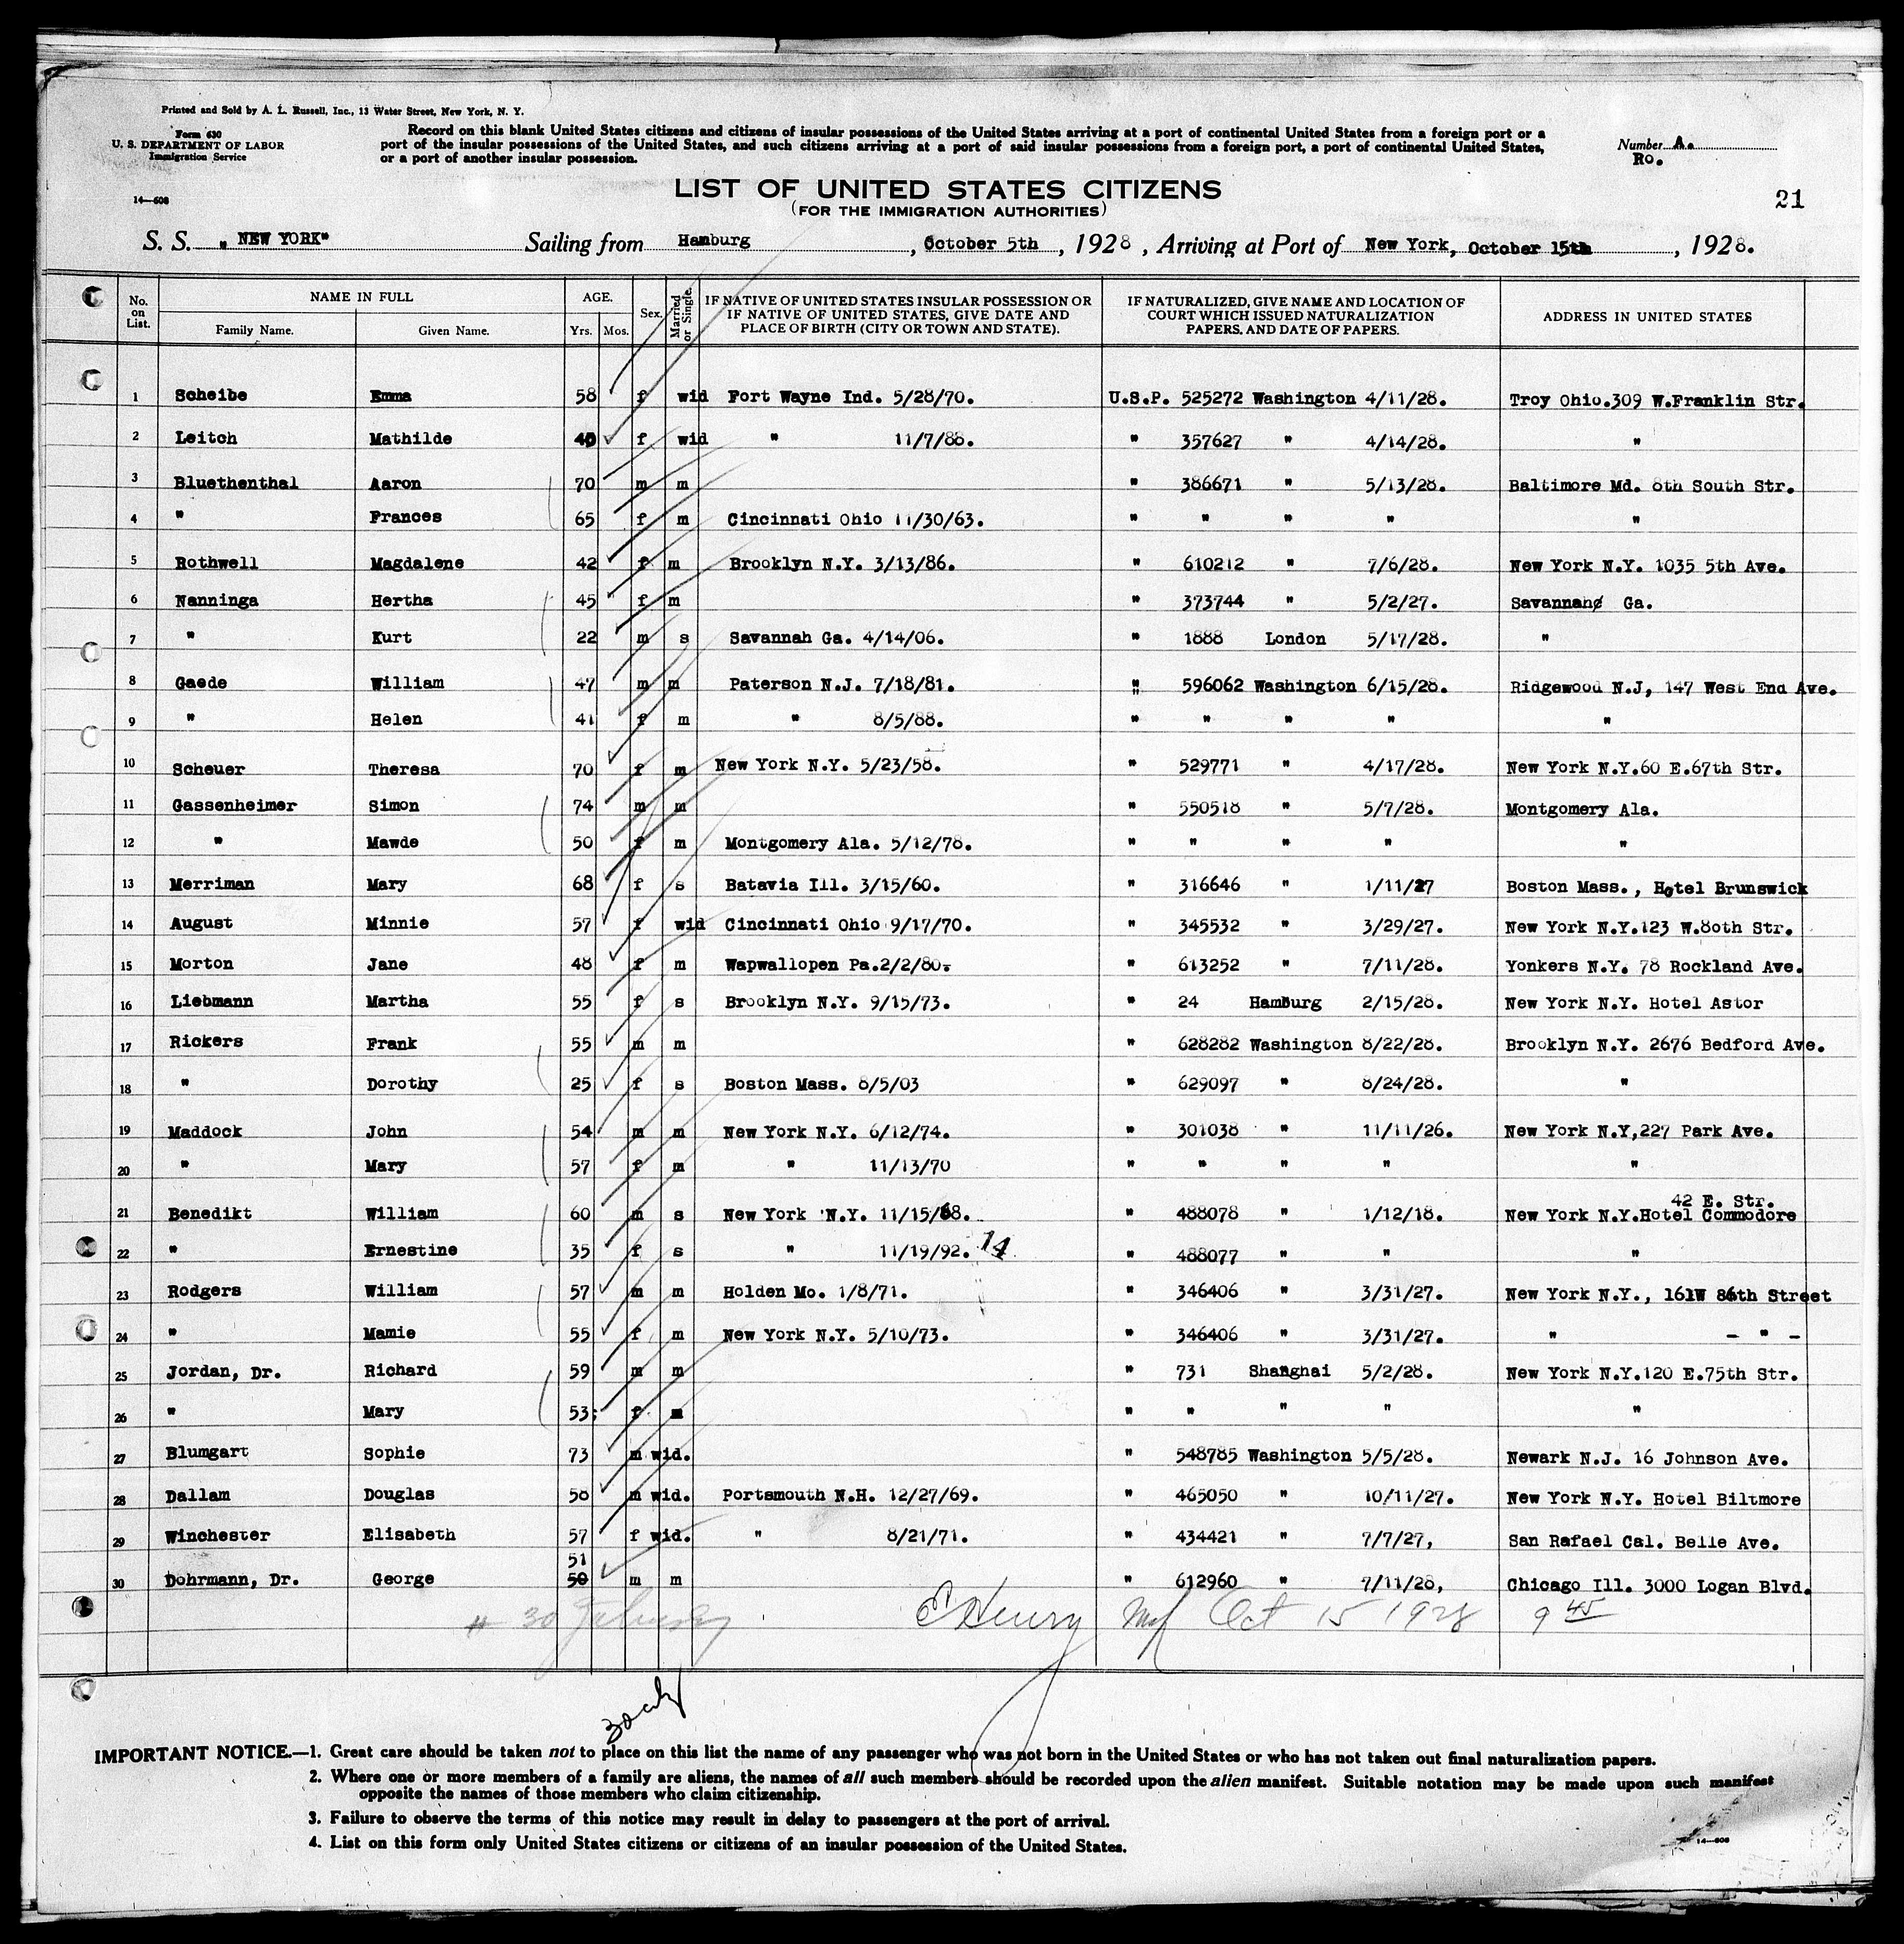 Printed and Sold by A. L. Russell, Inc., 13 Water Street, New York, N. Y.
Form 630
U. S. DEPARTMENT OF LABOR
Immigration Service
Record on this blank United States citizens and citizens of insular possessions of the United States arriving at a port of continental United States from a foreign port or a
port of the insular possessions of the United States, and such citizens arriving at a port of said insular possessions from a foreign port, a port of continental United States,
or a port of another insular possession.
Number A.
Ro.
14—608
LIST OF UNITED STATES CITIZENS
(FOR THE IMMIGRATION AUTHORITIES)
21
S. S. "NEW YORK" Sailing from Hamburg, October 5th, 1928, Arriving at Port of New York, October 15th, 1928.
No. on List. NAME IN FULL AGE. Sex. Married or Single. IF NATIVE OF UNITED STATES INSULAR POSSESSION OR IF NATIVE OF UNITED STATES, GIVE DATE AND PLACE OF BIRTH (CITY OR TOWN AND STATE). IF NATURALIZED, GIVE NAME AND LOCATION OF COURT WHICH ISSUED NATURALIZATION PAPERS, AND DATE OF PAPERS. ADDRESS IN UNITED STATES
Family Name. Given Name. Yrs. Mos.
1 Scheibe Emma 58 f wid Fort Wayne Ind. 5/28/70. U.S.P. 525272 Washington 4/11/28. Troy Ohio.309 W.Franklin Str.
2 Leitch Mathilde 40 f wid " 11/7/88. " 357627 " 4/14/28. "
3 Bluethenthal Aaron 70 m m " 386671 " 5/13/28. Baltimore Md. 8th South Str.
4 " Frances 65 f m Cincinnati Ohio 11/30/63. " " " " "
5 Rothwell Magdalene 42 f m Brooklyn N.Y. 3/13/86. " 610212 " 7/6/28. New York N.Y. 1035 5th Ave.
6 Nanninga Hertha 45 f m " 373744 " 5/2/27. Savannah Ga.
7 " Kurt 22 m s Savannah Ga. 4/14/06. " 1888 London 5/17/28. "
8 Gaede William 47 m m Paterson N.J. 7/18/81. " 596062 Washington 6/15/28. Ridgewood N.J, 147 West End Ave.
9 " Helen 41 f m " 8/5/88. " " " " "
10 Scheuer Theresa 70 f m New York N.Y. 5/23/58. " 529771 " 4/17/28. New York N.Y.60 E.67th Str.
11 Gassenheimer Simon 74 m m " 550518 " 5/7/28. Montgomery Ala.
12 " Mawde 50 f m Montgomery Ala. 5/12/78. " " " " "
13 Merriman Mary 68 f s Batavia Ill. 3/15/60. " 316646 " 1/11/27 Boston Mass., Hotel Brunswick
14 August Minnie 57 f wid Cincinnati Ohio 9/17/70. " 345532 " 3/29/27. New York N.Y.123 W.80th Str.
15 Morton Jane 48 f m Wapwallopen Pa.2/2/80. " 613252 " 7/11/28. Yonkers N.Y. 78 Rockland Ave.
16 Liebmann Martha 55 f s Brooklyn N.Y. 9/15/73. " 24 Hamburg 2/15/28. New York N.Y. Hotel Astor
17 Rickers Frank 55 m m " 628282 Washington 8/22/28. Brooklyn N.Y. 2676 Bedford Ave.
18 " Dorothy 25 f s Boston Mass. 8/5/03 " 629097 " 8/24/28. "
19 Maddock John 54 m m New York N.Y. 6/12/74. " 301038 " 11/11/26. New York N.Y,227 Park Ave.
20 " Mary 57 f m " 11/13/70 " " " " "
42 E. Str.
21 Benedikt William 60 m s New York N.Y. 11/15/68. " 488078 " 1/12/18. New York N.Y.Hotel Commodore
22 " Ernestine 35 f s " 11/19/92. 14 " 488077 " " "
23 Rodgers William 57 m m Holden Mo. 1/8/71. " 346406 " 3/31/27. New York N.Y., 161W 86th Street
24 " Mamie 55 f m New York N.Y. 5/10/73. " 346406 " 3/31/27. " — " —
25 Jordan, Dr. Richard 59 m m " 731 Shanghai 5/2/28. New York N.Y.120 E.75th Str.
26 " Mary 53 f m " " " "
27 Blumgart Sophie 73 m wid. " 548785 Washington 5/5/28. Newark N.J. 16 Johnson Ave.
28 Dallam Douglas 58 m wid. Portsmouth N.H. 12/27/69. " 465050 " 10/11/27. New York N.Y. Hotel Biltmore
29 Winchester Elisabeth 57 f wid. " 8/21/71. " 434421 " 7/7/27, San Rafael Cal. Belle Ave.
51
30 Dohrmann, Dr. George 50 m m " 612960 " 7/11/28, Chicago Ill. 3000 Logan Blvd.
30 Oct 15 1928 9 45
IMPORTANT NOTICE.—1. Great care should be taken not to place on this list the name of any passenger who was not born in the United States or who has not taken out final naturalization papers.
2. Where one or more members of a family are aliens, the names of all such members should be recorded upon the alien manifest. Suitable notation may be made upon such manifest
opposite the names of those members who claim citizenship.
3. Failure to observe the terms of this notice may result in delay to passengers at the port of arrival.
4. List on this form only United States citizens or citizens of an insular possession of the United States.
14—608